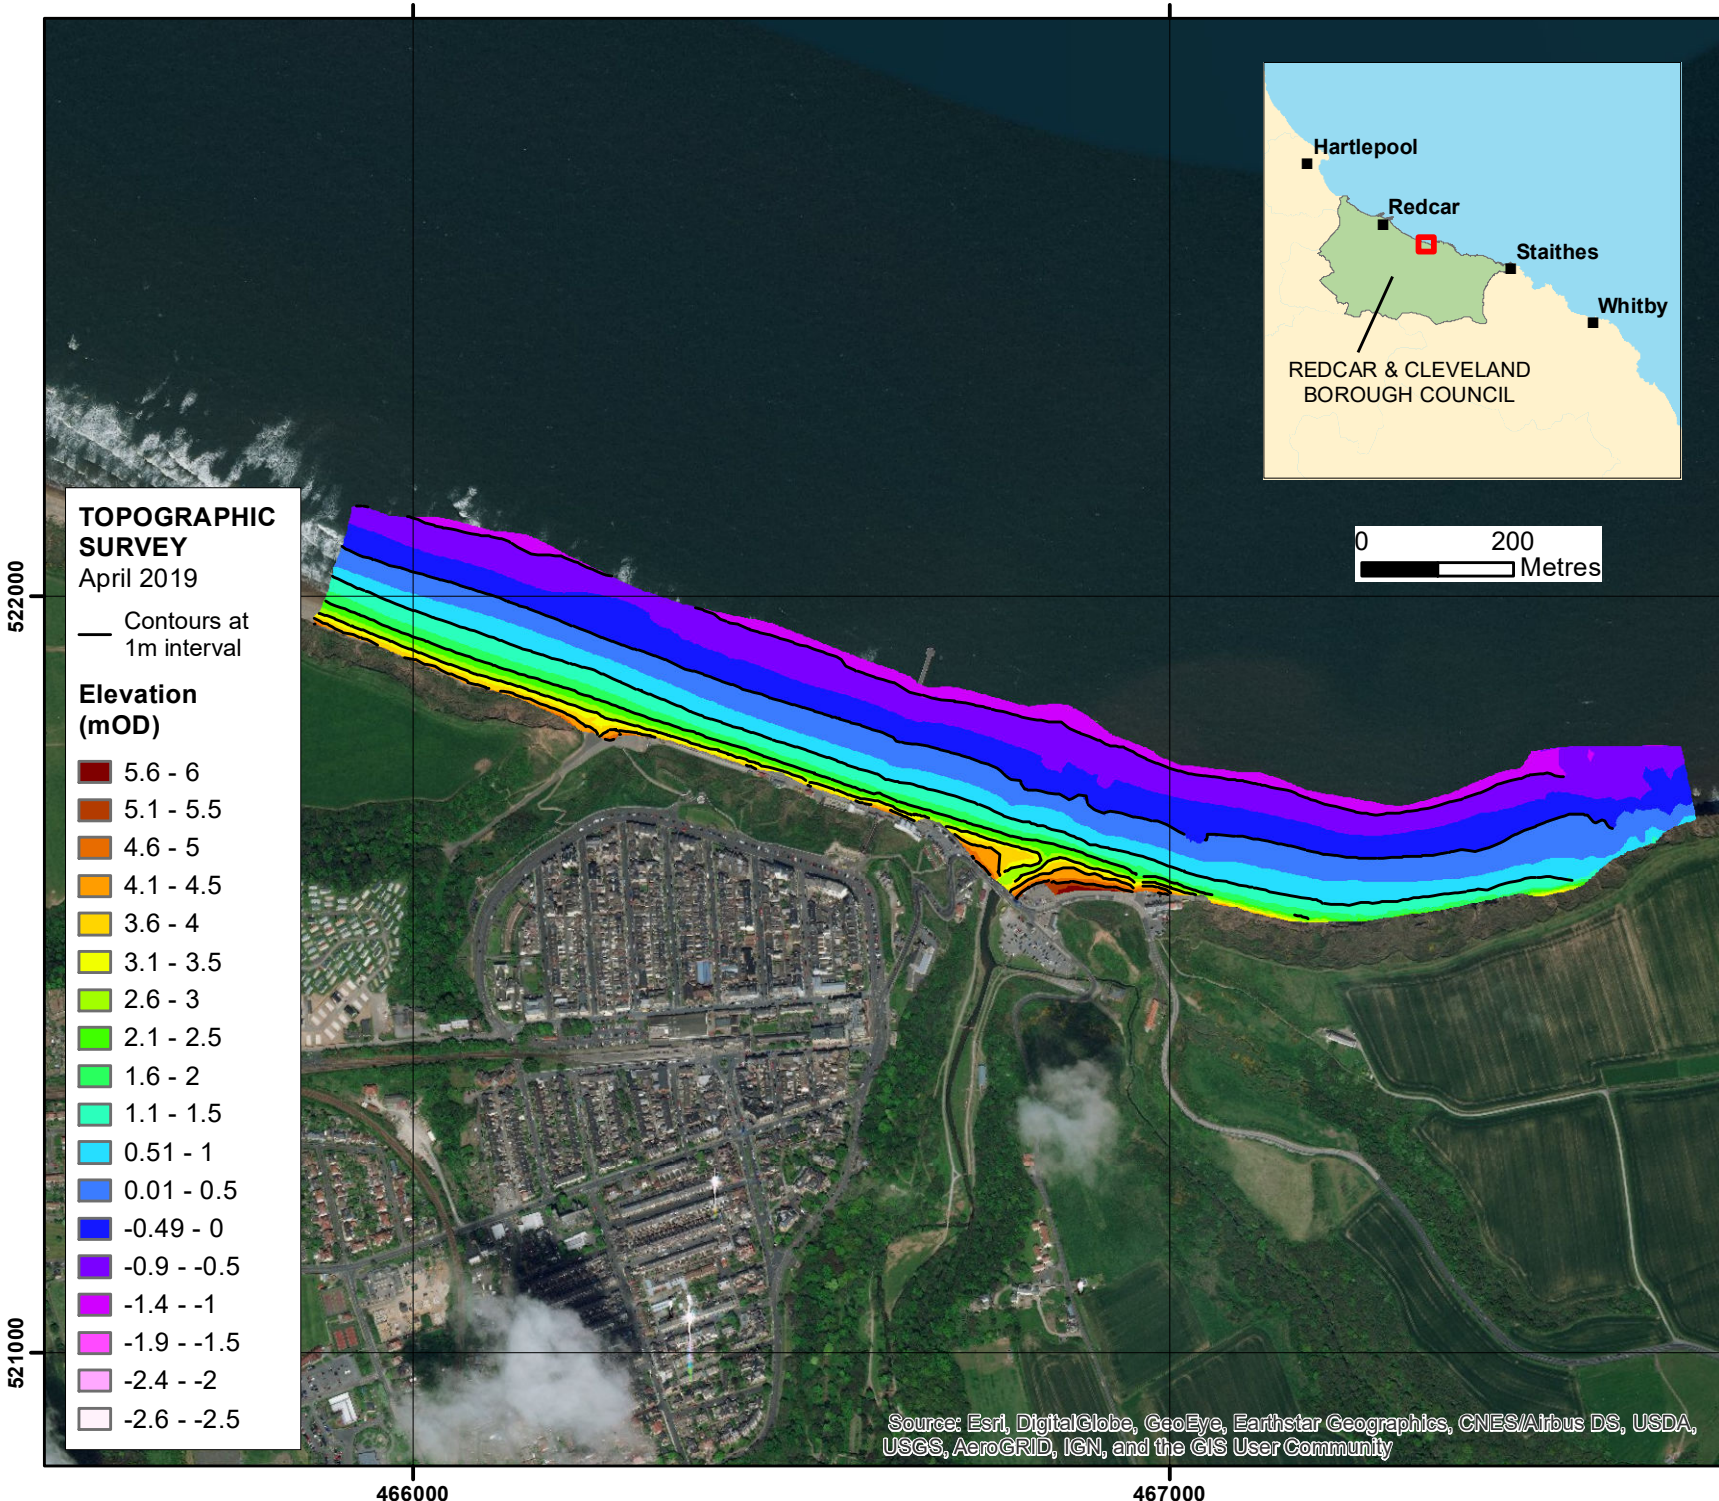 Hartlepool
Redcar
Staithes
Whitby
REDCAR & CLEVELAND
BOROUGH COUNCIL
0 200
Metres
522000
521000
TOPOGRAPHIC
SURVEY
April 2019
Contours at
1m interval
Elevation
(mOD)
5.6 - 6
5.1 - 5.5
4.6 - 5
4.1 - 4.5
3.6 - 4
3.1 - 3.5
2.6 - 3
2.1 - 2.5
1.6 - 2
1.1 - 1.5
0.51 - 1
0.01 - 0.5
-0.49 - 0
-0.9 - -0.5
-1.4 - -1
-1.9 - -1.5
-2.4 - -2
-2.6 - -2.5
Source: Esri, DigitalGlobe, GeoEye, Earthstar Geographics, CNES/Airbus DS, USDA,
USGS, AeroGRID, IGN, and the GIS User Community
466000
467000